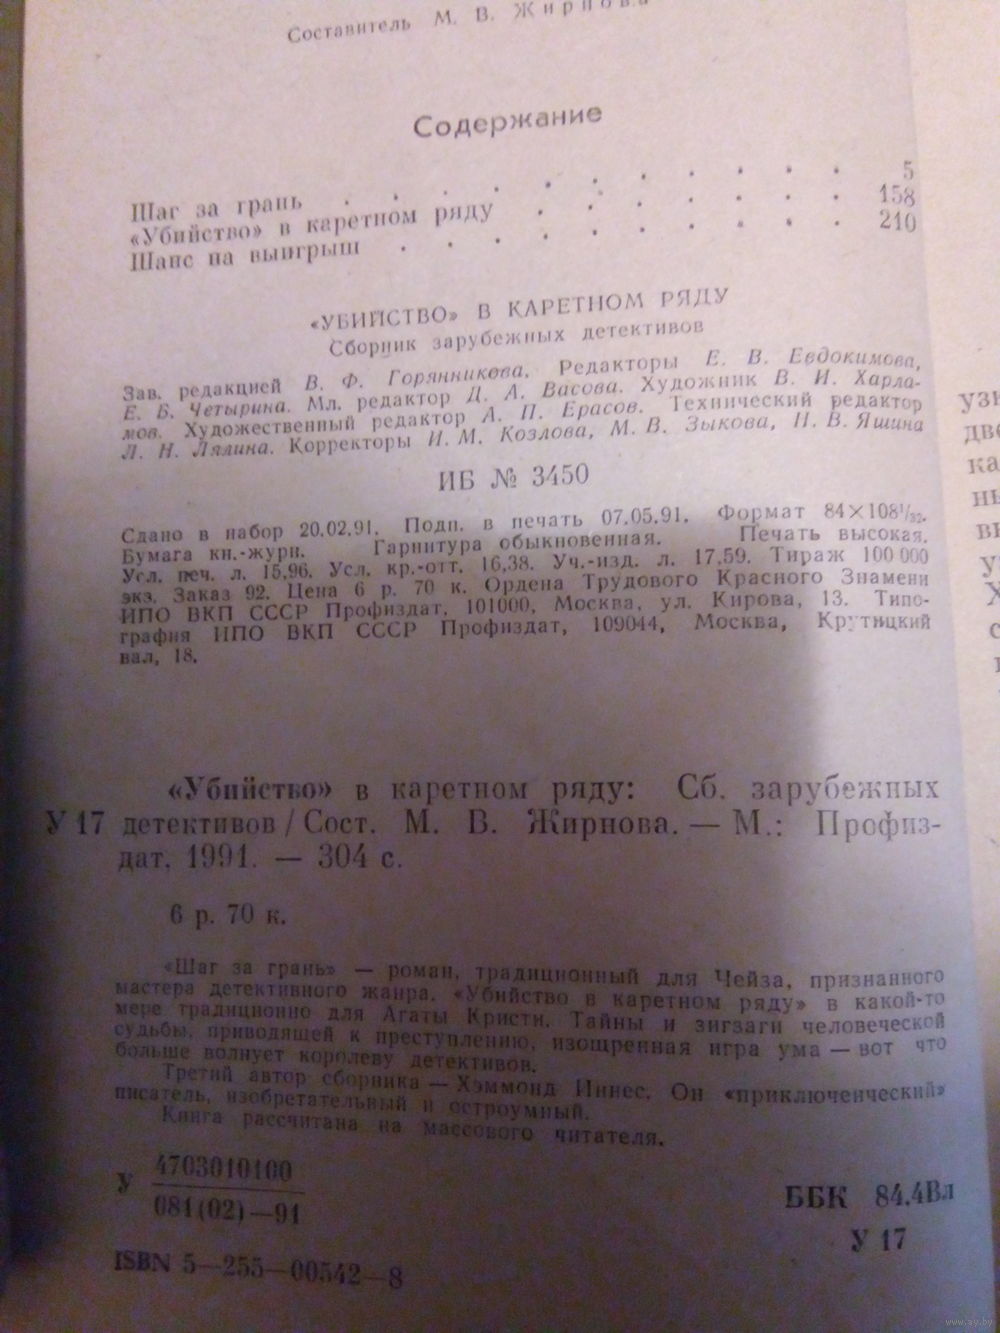 Составитель М. В. Жирнова
Содержание
Шаг за грань . . . . . . . . . . . 5
«Убийство» в каретном ряду . . . . . . . 158
Шанс на выигрыш . . . . . . . . . . 210
«УБИЙСТВО» В КАРЕТНОМ РЯДУ
Сборник зарубежных детективов
Зав. редакцией В. Ф. Горянникова. Редакторы Е. В. Евдокимова,
Е. Б. Четырина. Мл. редактор Д. А. Васова. Художник В. И. Харла-
мов. Художественный редактор А. П. Ерасов. Технический редактор
Л. Н. Лялина. Корректоры И. М. Козлова, М. В. Зыкова, Н. В. Яшина
ИБ № 3450
Сдано в набор 20.02.91. Подп. в печать 07.05.91. Формат 84×108¹/₃₂.
Бумага кн.-журн. Гарнитура обыкновенная. Печать высокая.
Усл. печ. л. 15,96. Усл. кр.-отт. 16,38. Уч.-изд. л. 17,59. Тираж 100 000
экз. Заказ 92. Цена 6 р. 70 к. Ордена Трудового Красного Знамени
ИПО ВКП СССР Профиздат, 101000, Москва, ул. Кирова, 13. Типо-
графия ИПО ВКП СССР Профиздат, 109044, Москва, Крутицкий
вал, 18.
«Убийство» в каретном ряду: Сб. зарубежных
У 17 детективов / Сост. М. В. Жирнова. — М.: Профиз-
дат. 1991. — 304 с.
6 р. 70 к.
«Шаг за грань» — роман, традиционный для Чейза, признанного
мастера детективного жанра. «Убийство в каретном ряду» в какой-то
мере традиционно для Агаты Кристи. Тайны и зигзаги человеческой
судьбы, приводящей к преступлению, изощренная игра ума — вот что
больше волнует королеву детективов.
Третий автор сборника — Хэммонд Иннес. Он «приключенческий»
писатель, изобретательный и остроумный.
Книга рассчитана на массового читателя.
У 4703010100
081(02)—91
ББК 84.4Вл
У 17
ISBN 5—255—00542—8
узн
две
ка
ны
в
у
Х
с
www.ay.by